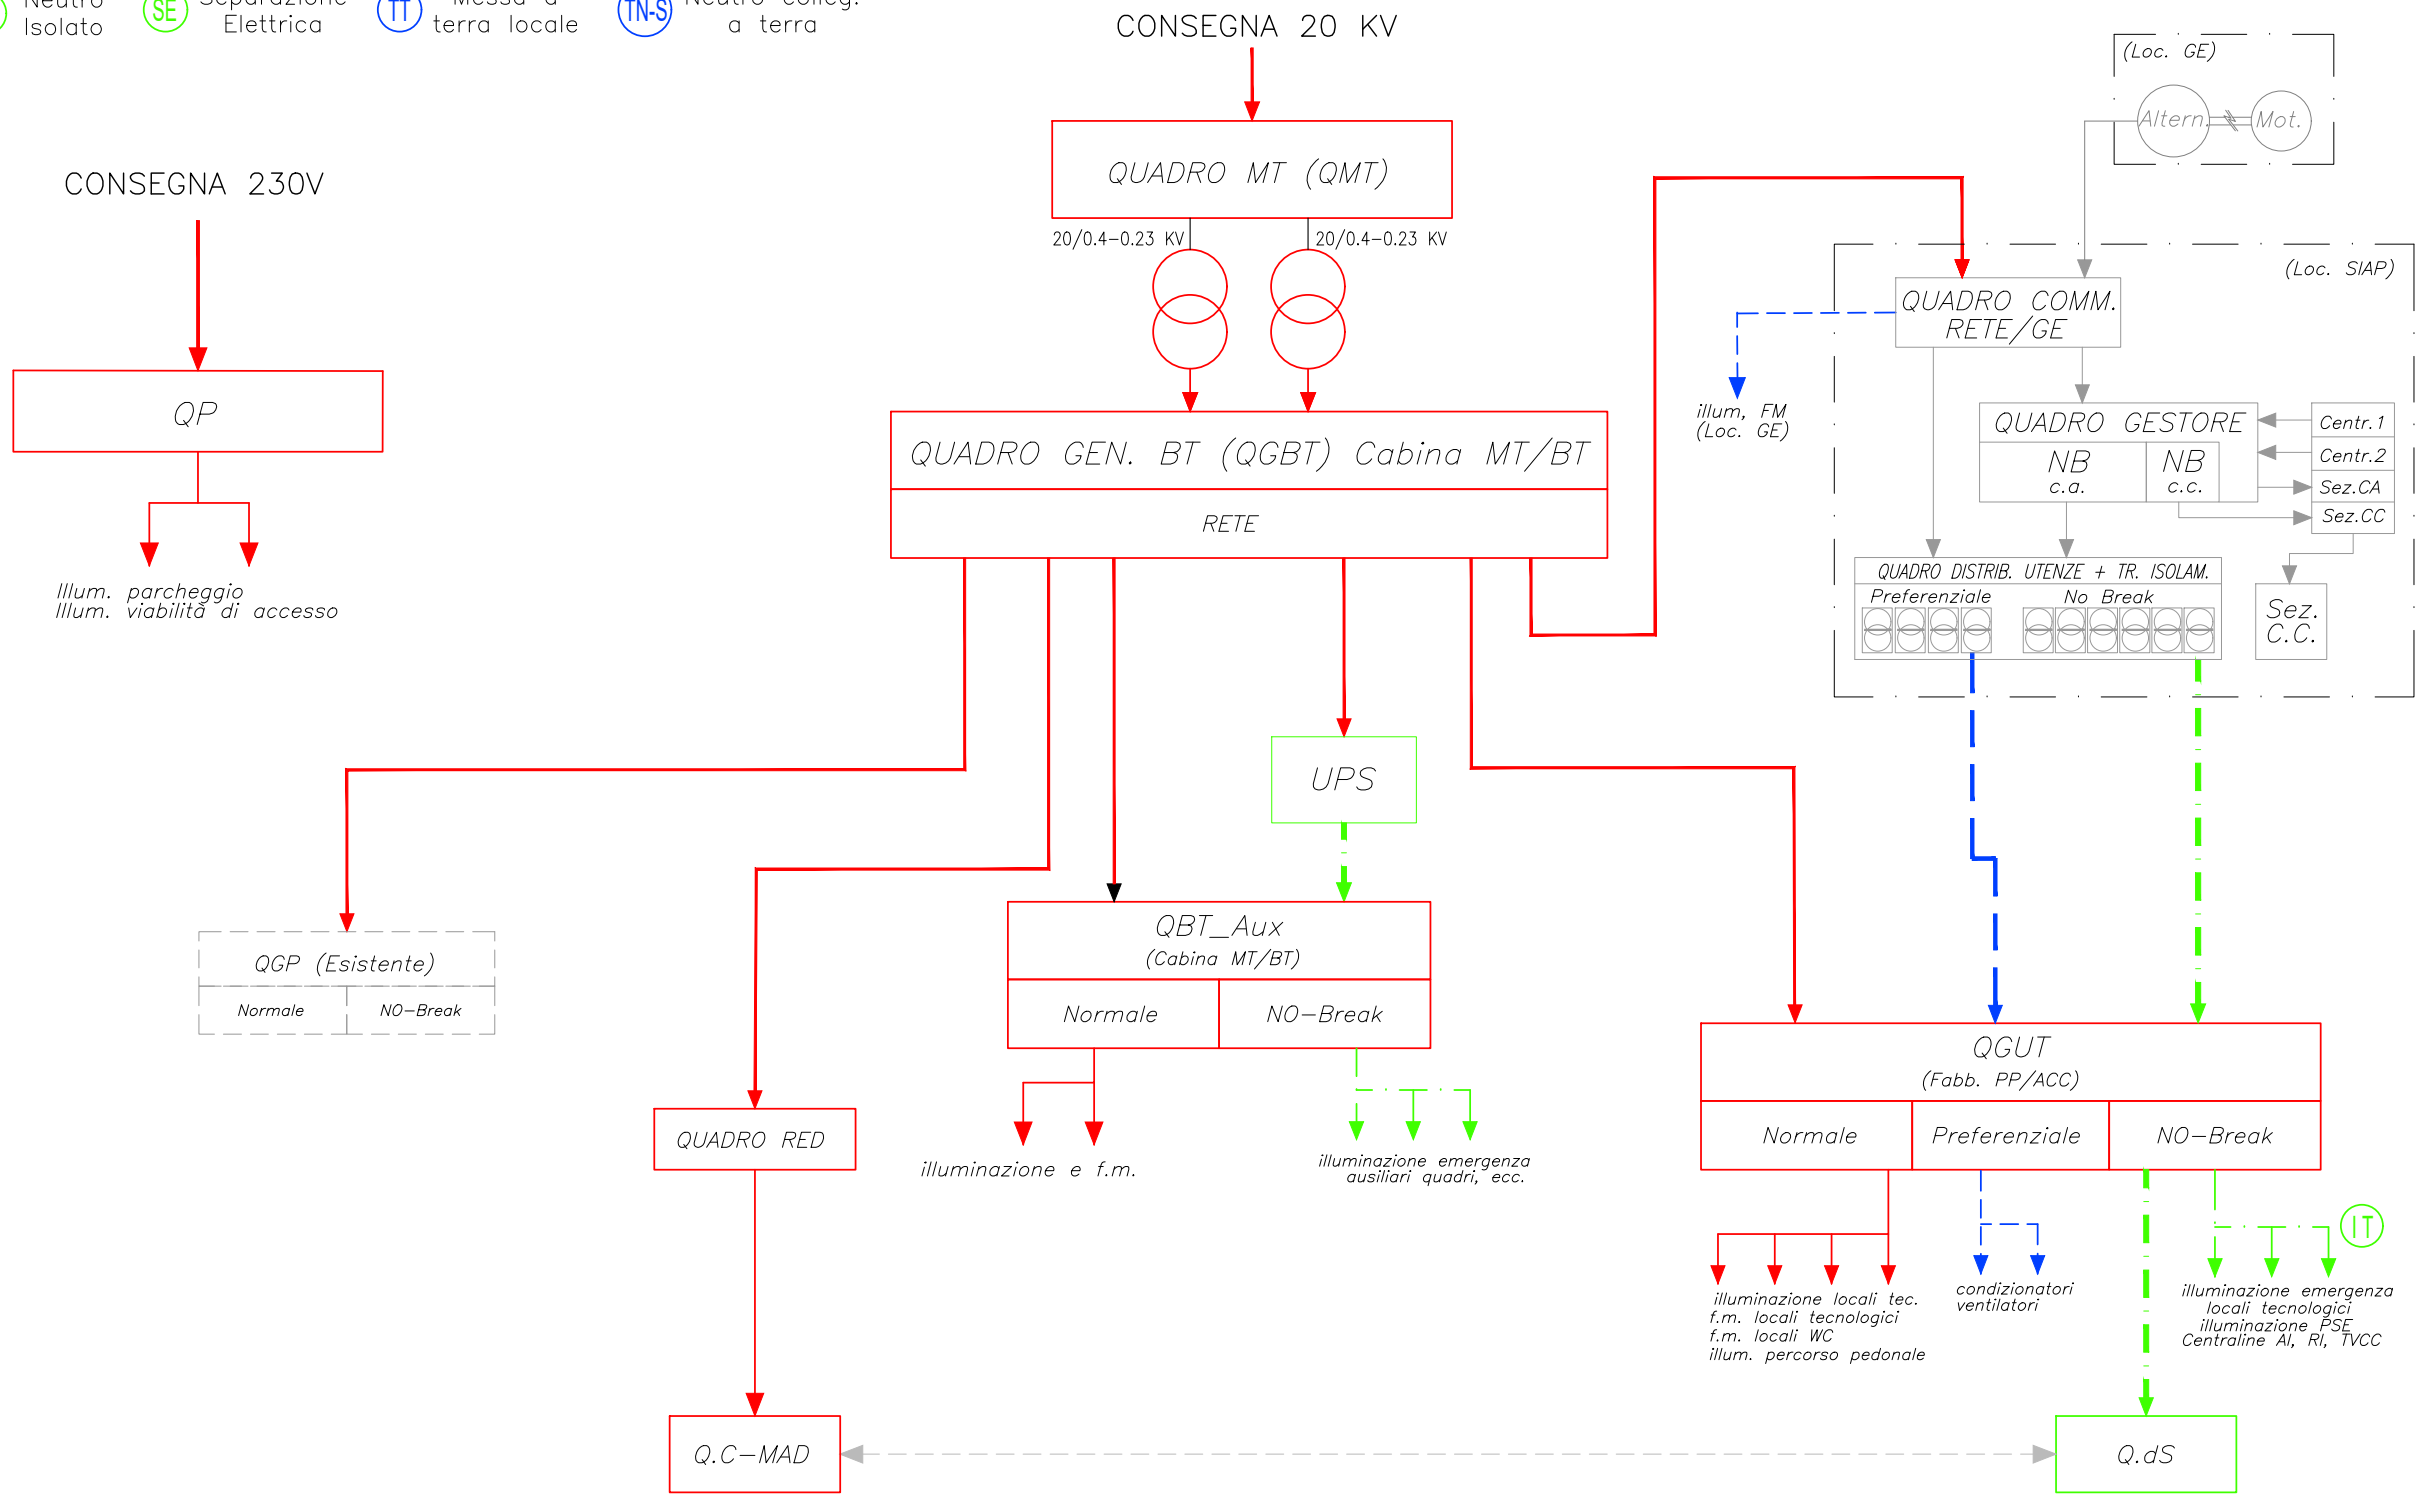 Neutro
Isolato
SE
Separazione
Elettrica
TT
Messa a
terra locale
TN-S
Neutro colleg.
a terra
CONSEGNA 20 KV
(Loc. GE)
Altern.
Mot.
QUADRO MT (QMT)
CONSEGNA 230V
20/0.4-0.23 KV
20/0.4-0.23 KV
(Loc. SIAP)
QUADRO COMM.
RETE/GE
QP
illum, FM
(Loc. GE)
QUADRO GESTORE
NB
c.a.
NB
c.c.
Centr.1
Centr.2
Sez.CA
Sez.CC
QUADRO GEN. BT (QGBT) Cabina MT/BT
RETE
QUADRO DISTRIB. UTENZE + TR. ISOLAM.
Preferenziale
No Break
Sez.
C.C.
Illum. parcheggio
Illum. viabilità di accesso
UPS
QBT_Aux
(Cabina MT/BT)
Normale
NO-Break
QGP (Esistente)
Normale
NO-Break
QGUT
(Fabb. PP/ACC)
Normale
Preferenziale
NO-Break
QUADRO RED
illuminazione e f.m.
illuminazione emergenza
ausiliari quadri, ecc.
IT
illuminazione locali tec.
f.m. locali tecnologici
f.m. locali WC
illum. percorso pedonale
condizionatori
ventilatori
illuminazione emergenza
locali tecnologici
illuminazione PSE
Centraline AI, RI, TVCC
Q.C-MAD
Q.dS